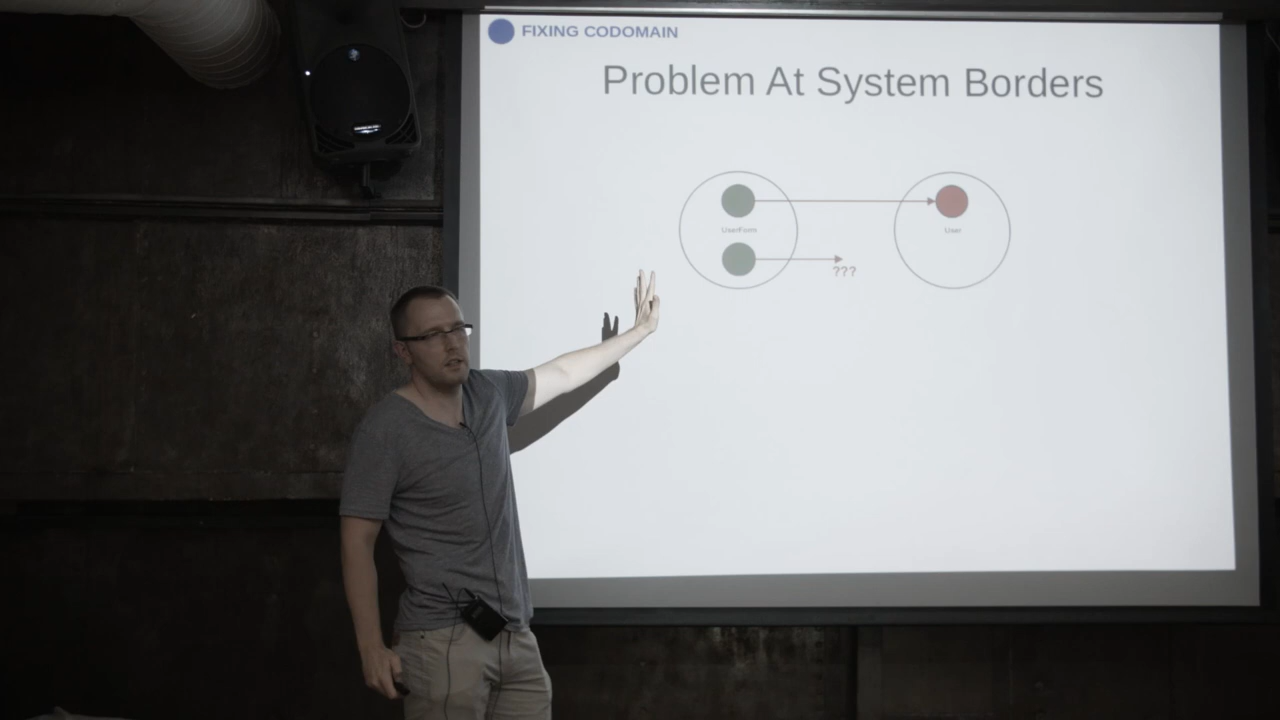 FIXING CODOMAIN
Problem At System Borders
UserForm
User
???